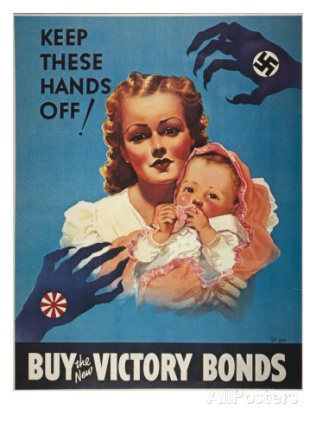 KEEP
THESE
HANDS
OFF!
BUY the New VICTORY BONDS
AllPosters